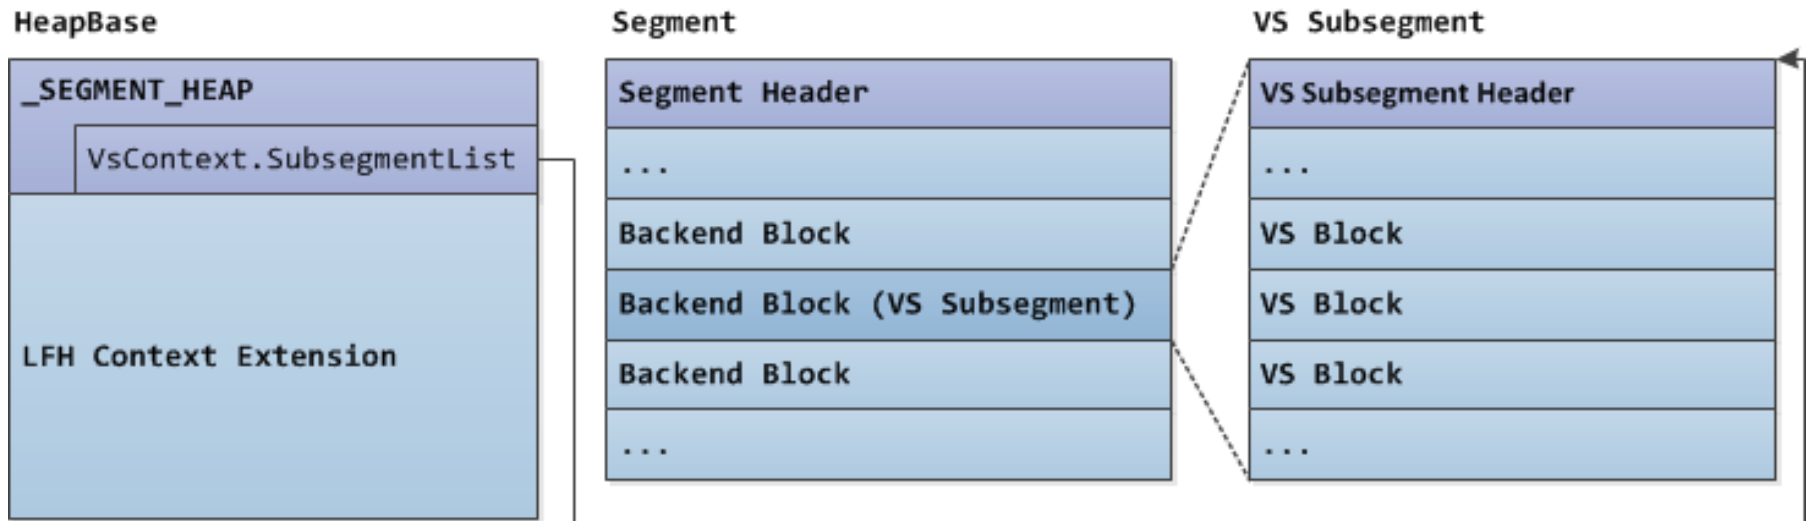 HeapBase
_SEGMENT_HEAP
VsContext.SubsegmentList
LFH Context Extension
Segment
Segment Header
...
Backend Block
Backend Block (VS Subsegment)
Backend Block
...
VS Subsegment
VS Subsegment Header
...
VS Block
VS Block
VS Block
...